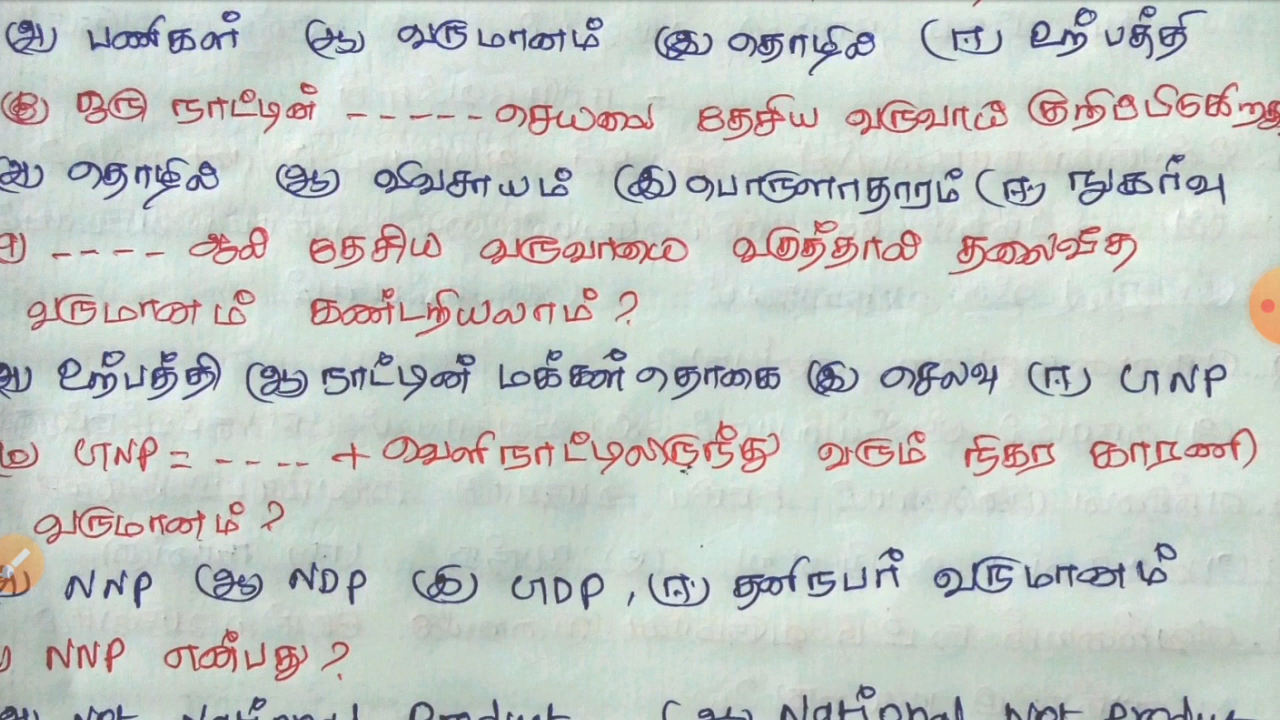 (அ) பணிகள் (ஆ) வருமானம் (இ) தொழில் (ஈ) உற்பத்தி
ஒரு நாட்டின் ----- செயலை தேசிய வருவாய் குறிப்பிடுகிறது
அ) தொழில் (ஆ) விவசாயம் (இ) பொருளாதாரம் (ஈ) நுகர்வு
---- ஆல் தேசிய வருவாயை வகுத்தால் தலைவீத
வருமானம் கண்டறியலாம்?
அ) உற்பத்தி (ஆ) நாட்டின் மக்கள் தொகை (இ) செலவு (ஈ) GNP
GNP = ---- + வெளிநாட்டிலிருந்து வரும் நிகர காரணி
வருமானம்?
அ) NNP (ஆ) NDP (இ) GDP, (ஈ) தனிநபர் வருமானம்
) NNP என்பது?
(ஆ) National